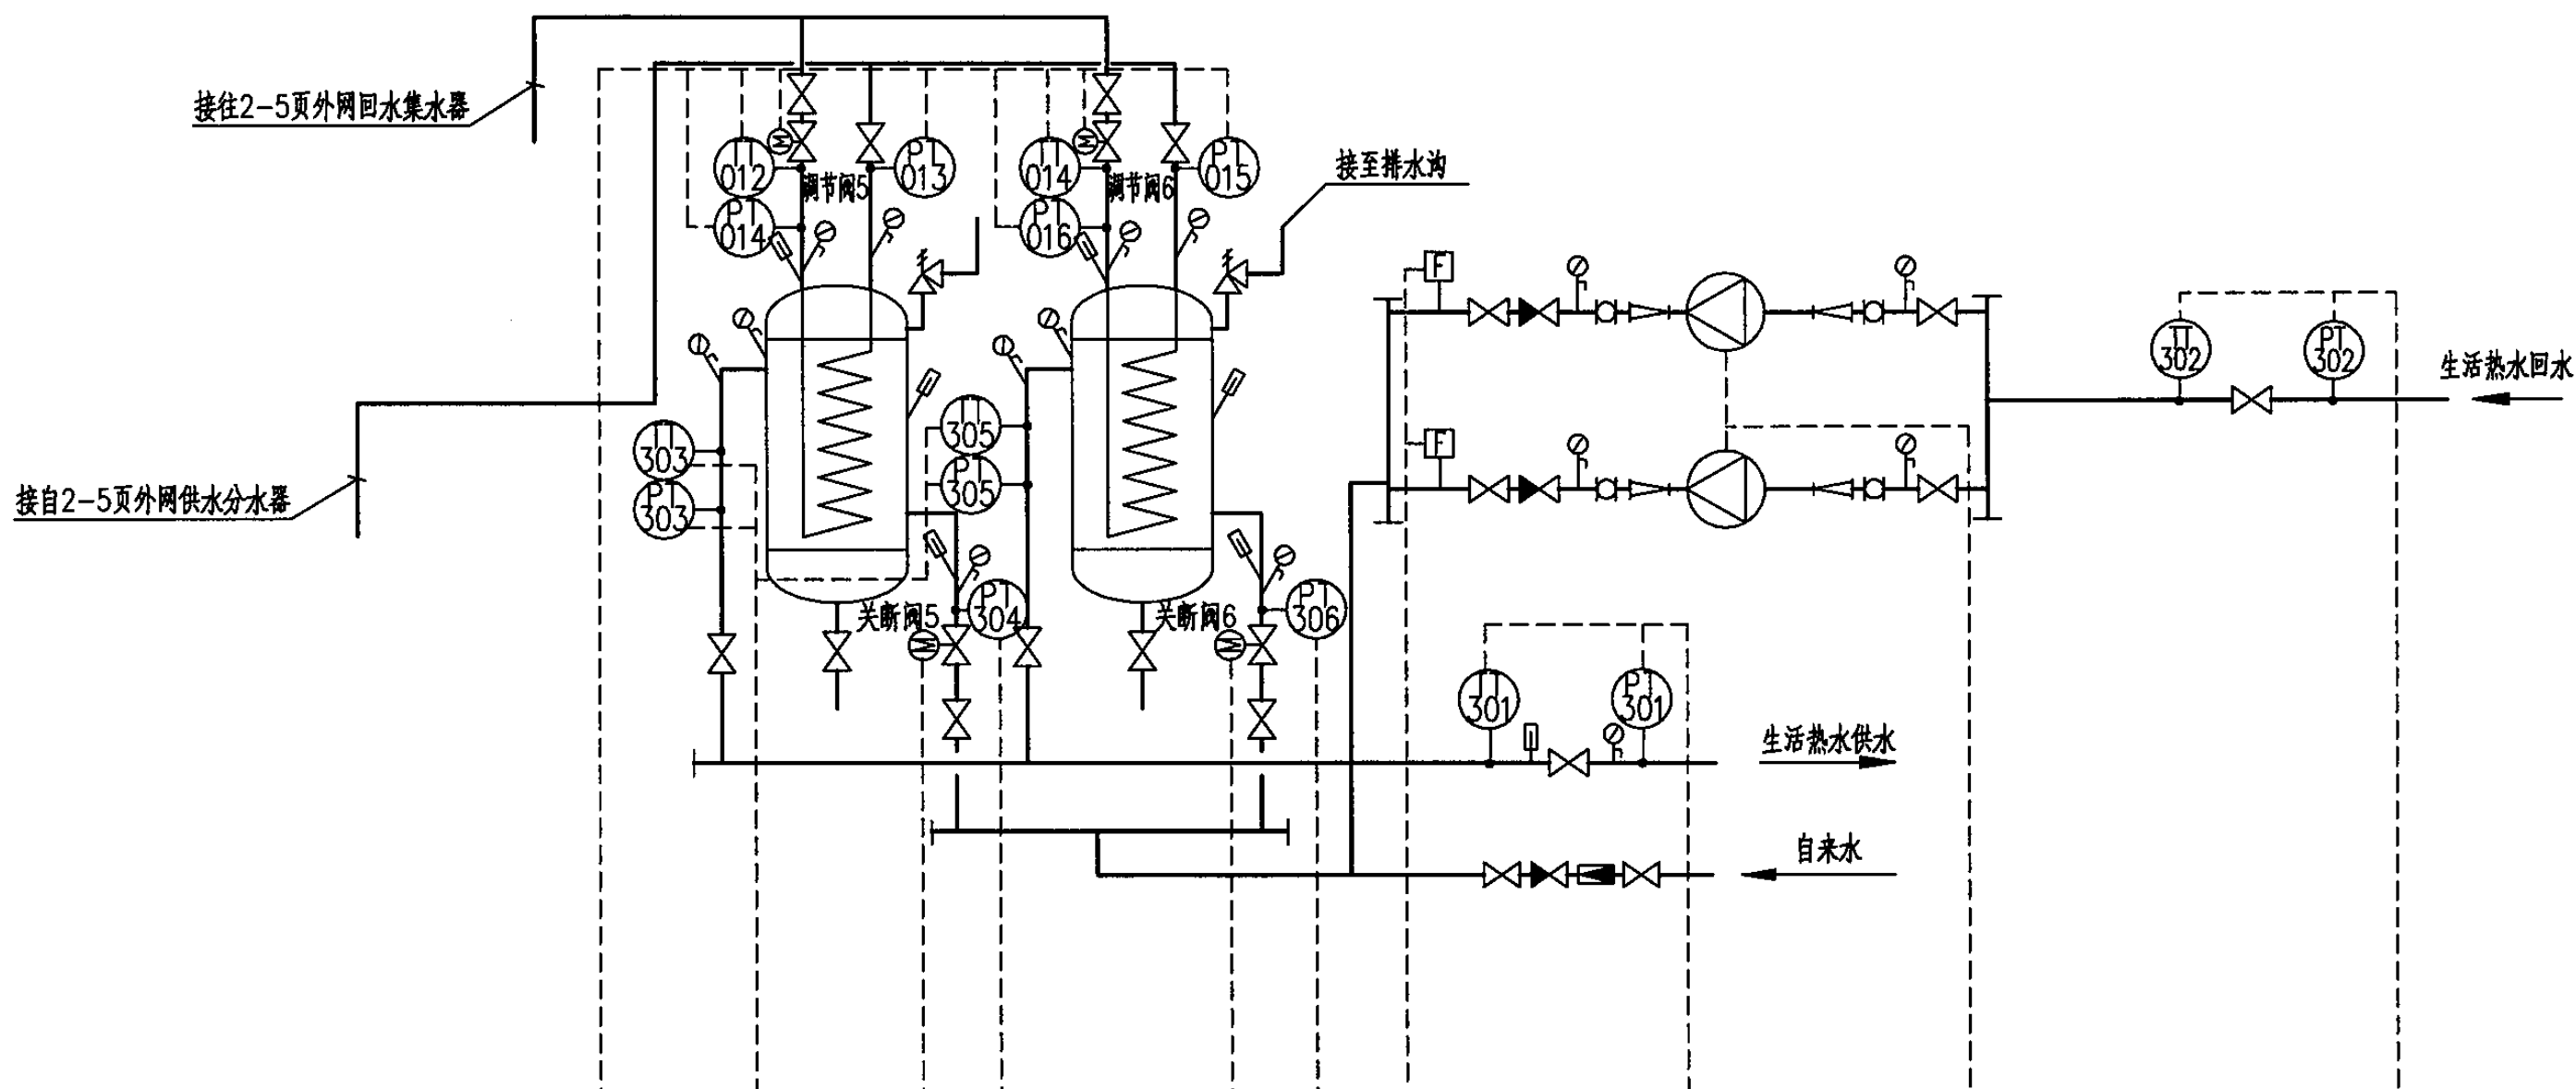 接往2-5页外网回水集水器
M
TT
012
PT
013
调节阀5
PT
014
M
TT
014
PT
015
调节阀6
PT
016
接至排水沟
F
TT
302
PT
302
生活热水回水
TT
303
PT
303
TT
305
PT
305
F
接自2-5页外网供水分水器
关断阀5
M
PT
304
关断阀6
M
PT
306
TT
301
PT
301
生活热水供水
自来水